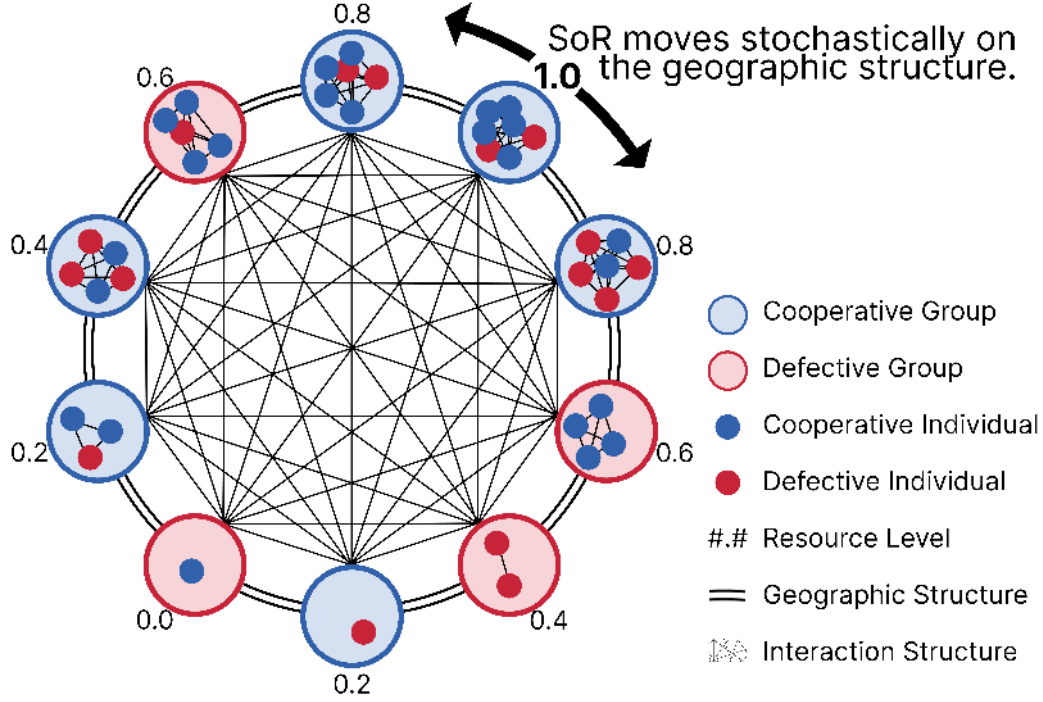 0.8
SoR moves stochastically on
the geographic structure.
1.0
0.6
0.4
0.8
0.2
0.6
0.0
0.4
0.2
Cooperative Group
Defective Group
Cooperative Individual
Defective Individual
#.# Resource Level
Geographic Structure
Interaction Structure